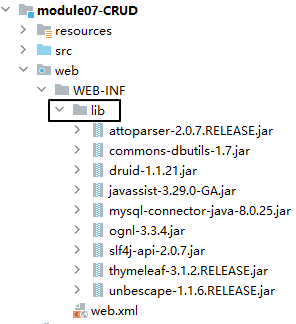 module07-CRUD
resources
src
web
WEB-INF
lib
attoparser-2.0.7.RELEASE.jar
commons-dbutils-1.7.jar
druid-1.1.21.jar
javassist-3.29.0-GA.jar
mysql-connector-java-8.0.25.jar
ognl-3.3.4.jar
slf4j-api-2.0.7.jar
thymeleaf-3.1.2.RELEASE.jar
unbescape-1.1.6.RELEASE.jar
web.xml